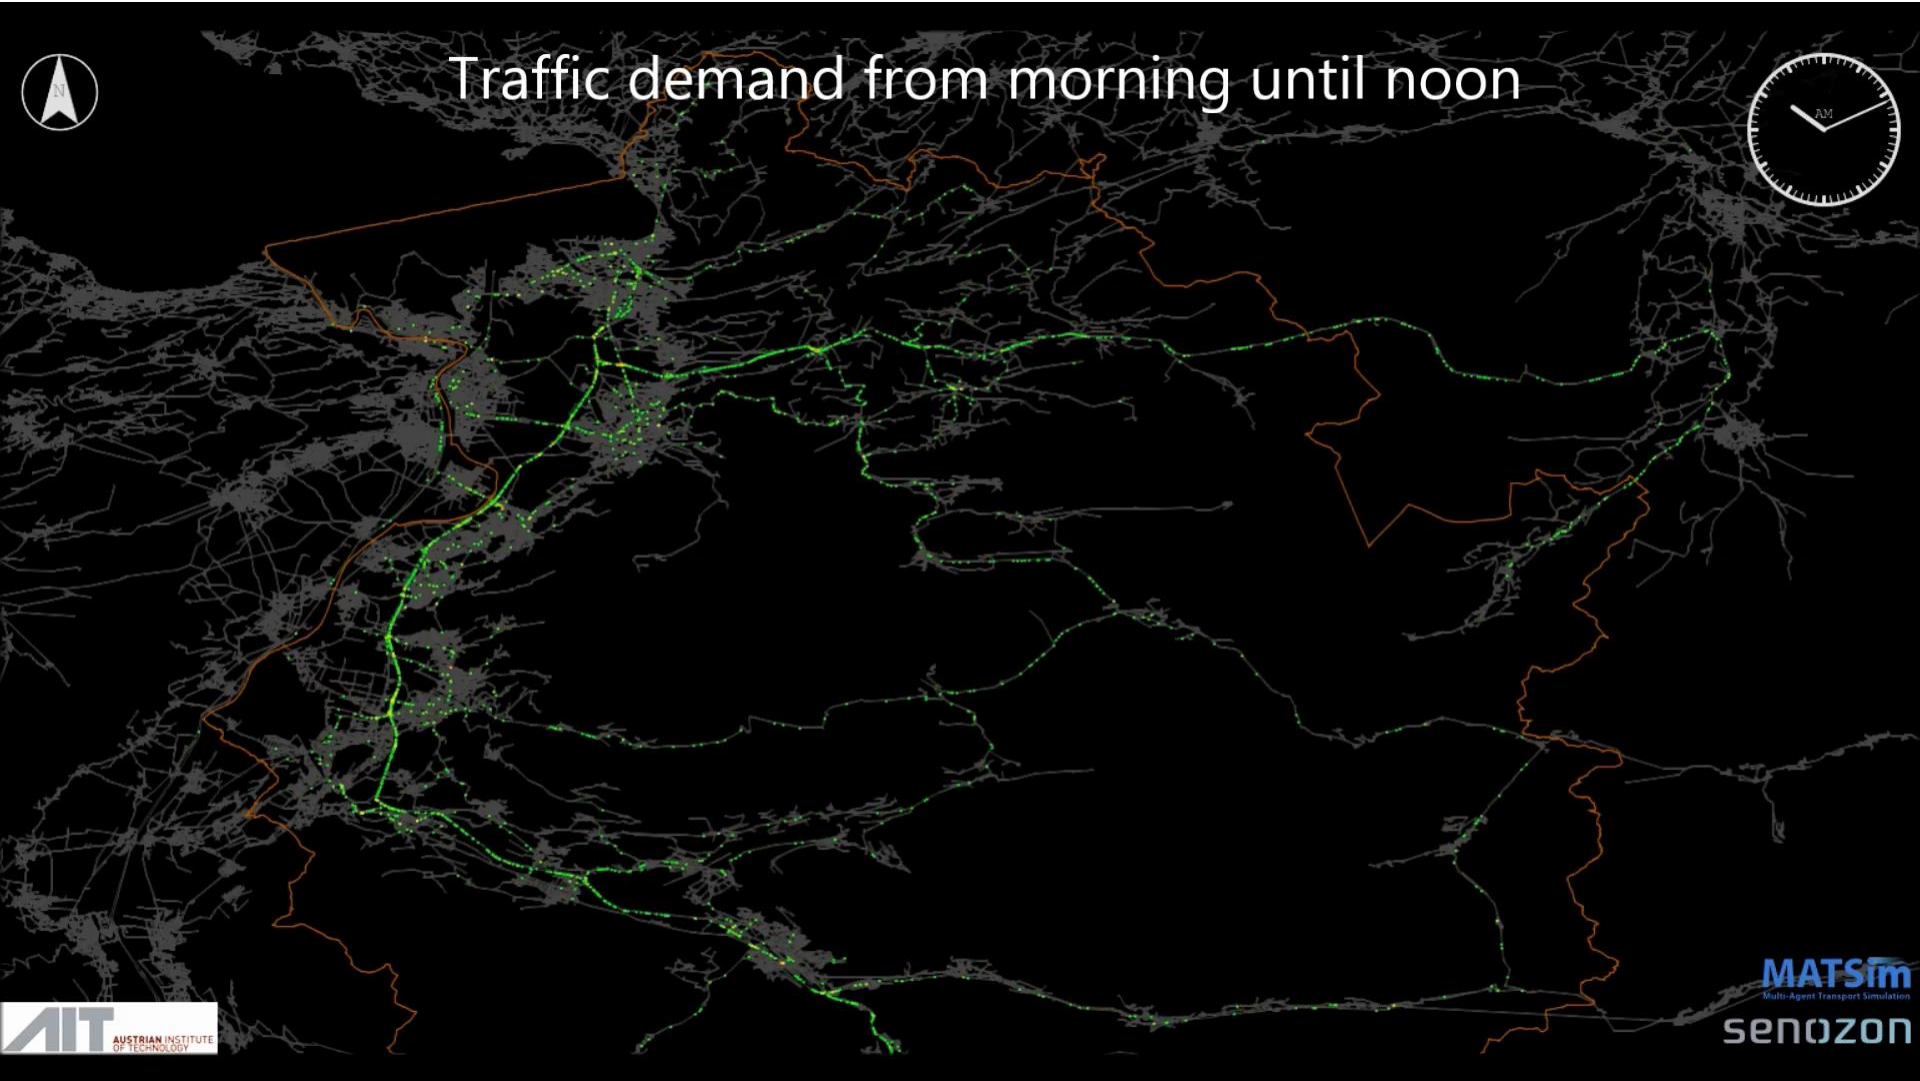 Traffic demand from morning until noon
N
AM
MATSim
Multi-Agent Transport Simulation
AIT
AUSTRIAN INSTITUTE
OF TECHNOLOGY
senozon